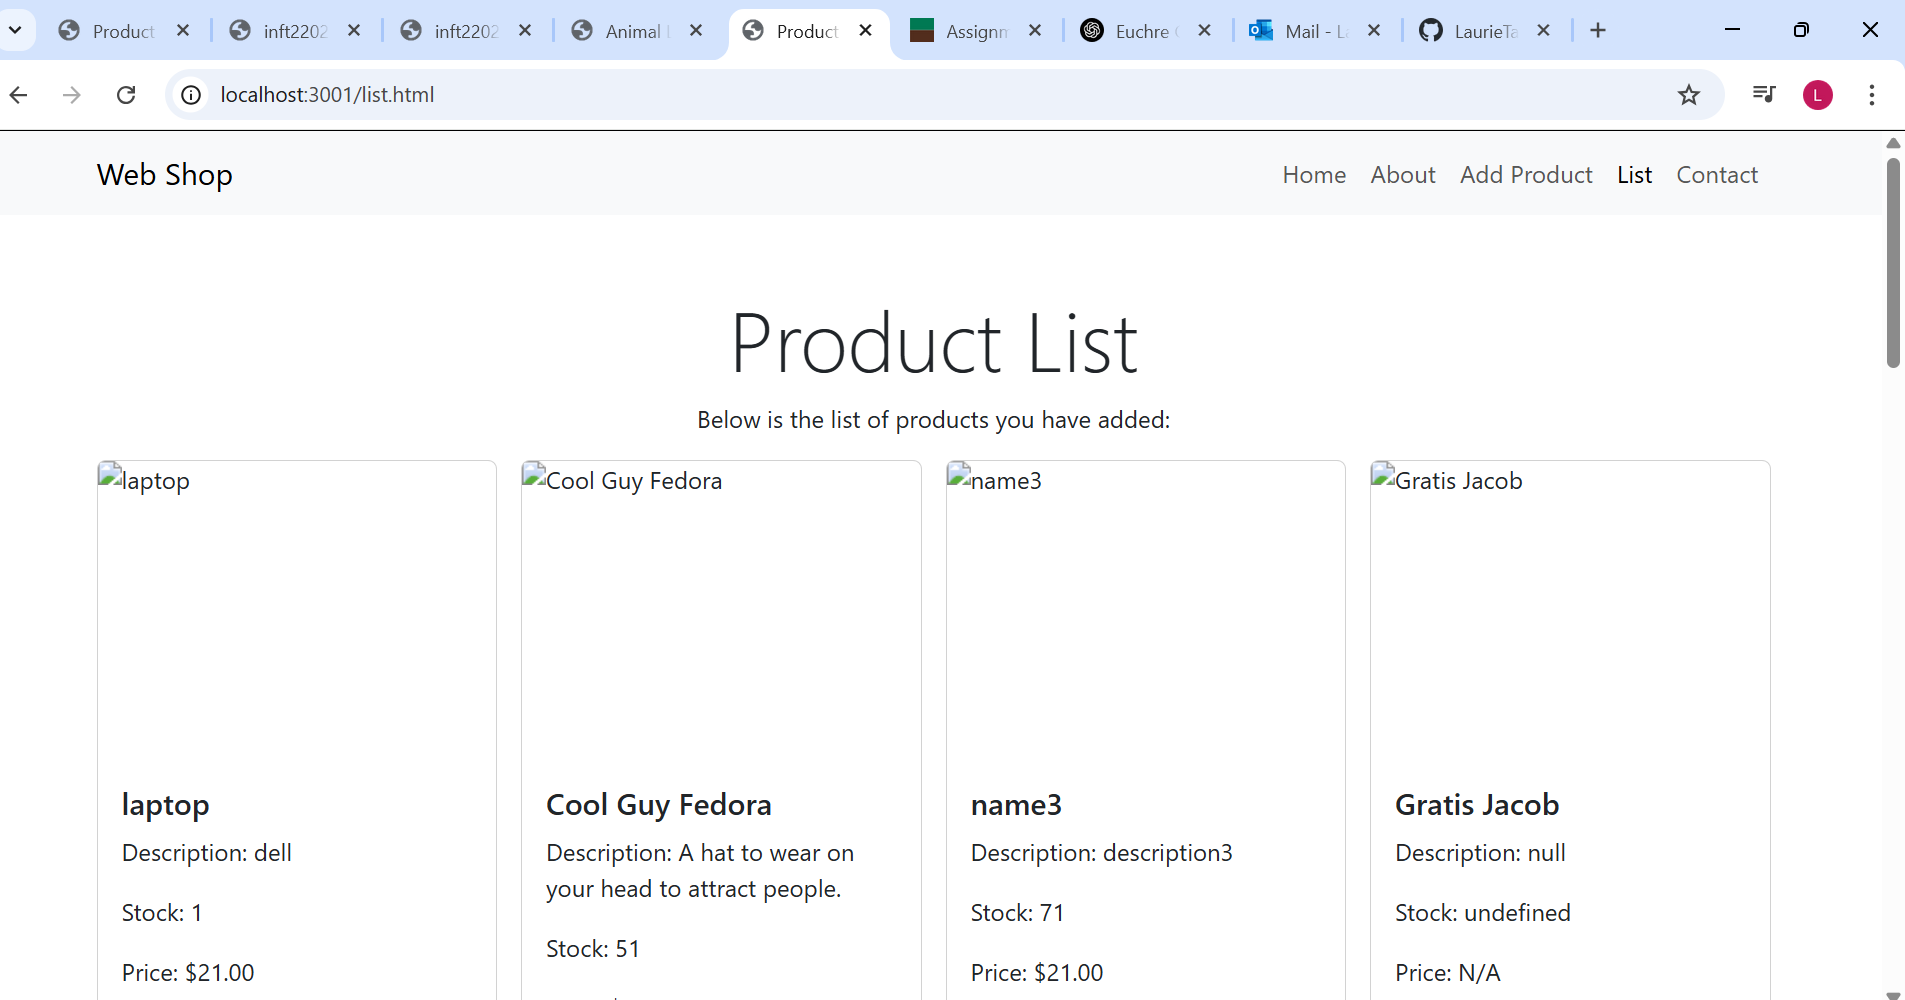 Product
inft2202
inft2202
Animal
Product
Assignm
Euchre
Mail - La
LaurieTa
localhost:3001/list.html
L
Web Shop
Home About Add Product List Contact
Product List
Below is the list of products you have added:
laptop
Cool Guy Fedora
name3
Gratis Jacob
laptop
Description: dell
Stock: 1
Price: $21.00
Cool Guy Fedora
Description: A hat to wear on
your head to attract people.
Stock: 51
name3
Description: description3
Stock: 71
Price: $21.00
Gratis Jacob
Description: null
Stock: undefined
Price: N/A